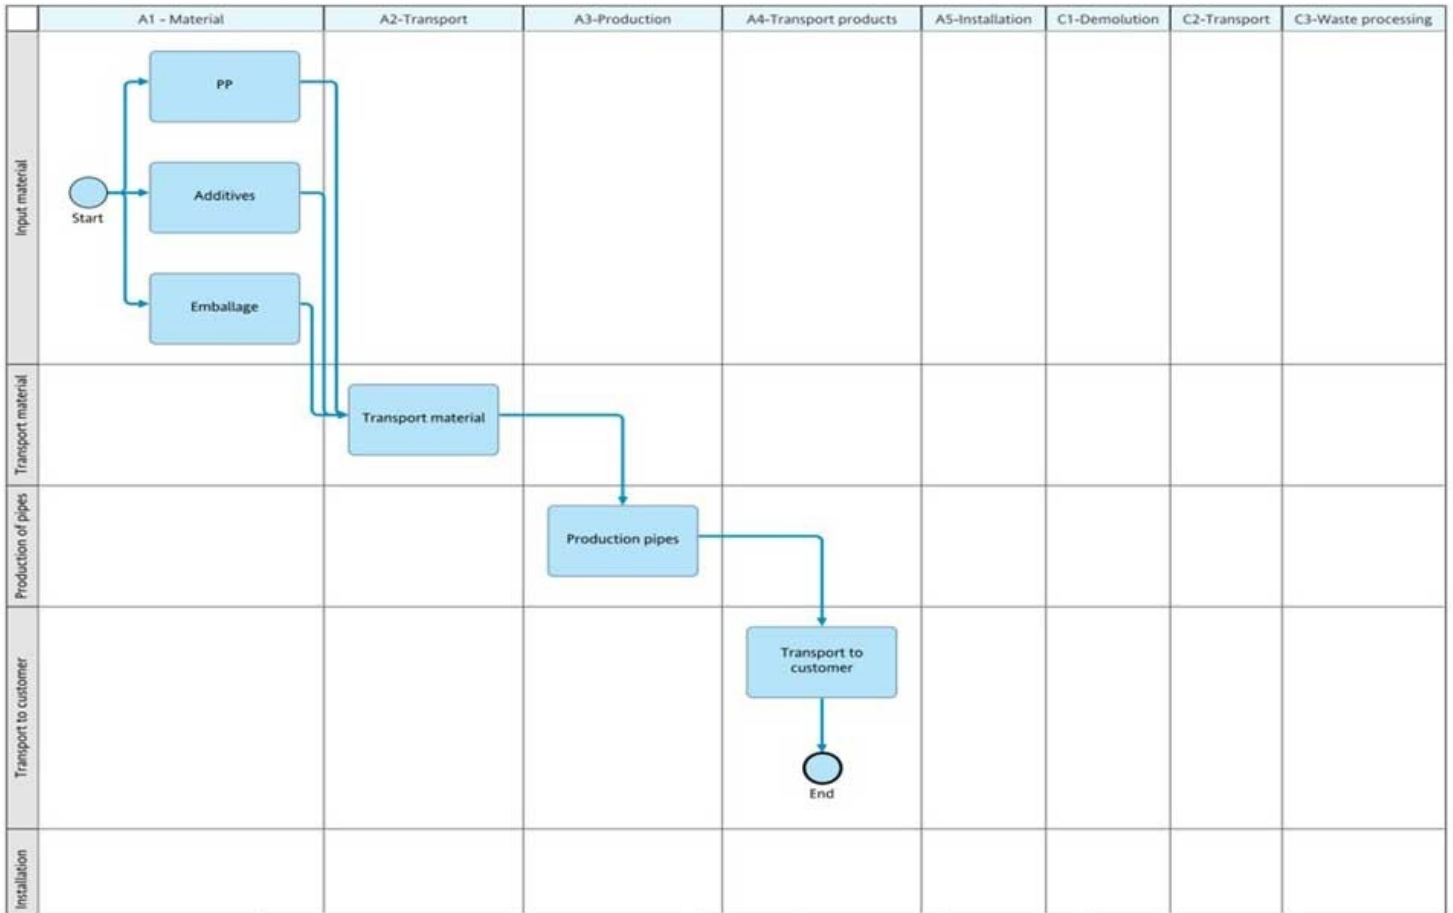 A1 - Material
A2-Transport
A3-Production
A4-Transport products
A5-Installation
C1-Demolution
C2-Transport
C3-Waste processing
Input material
PP
Additives
Start
Emballage
Transport material
Transport material
Production of pipes
Production pipes
Transport to customer
Transport to
customer
End
Installation